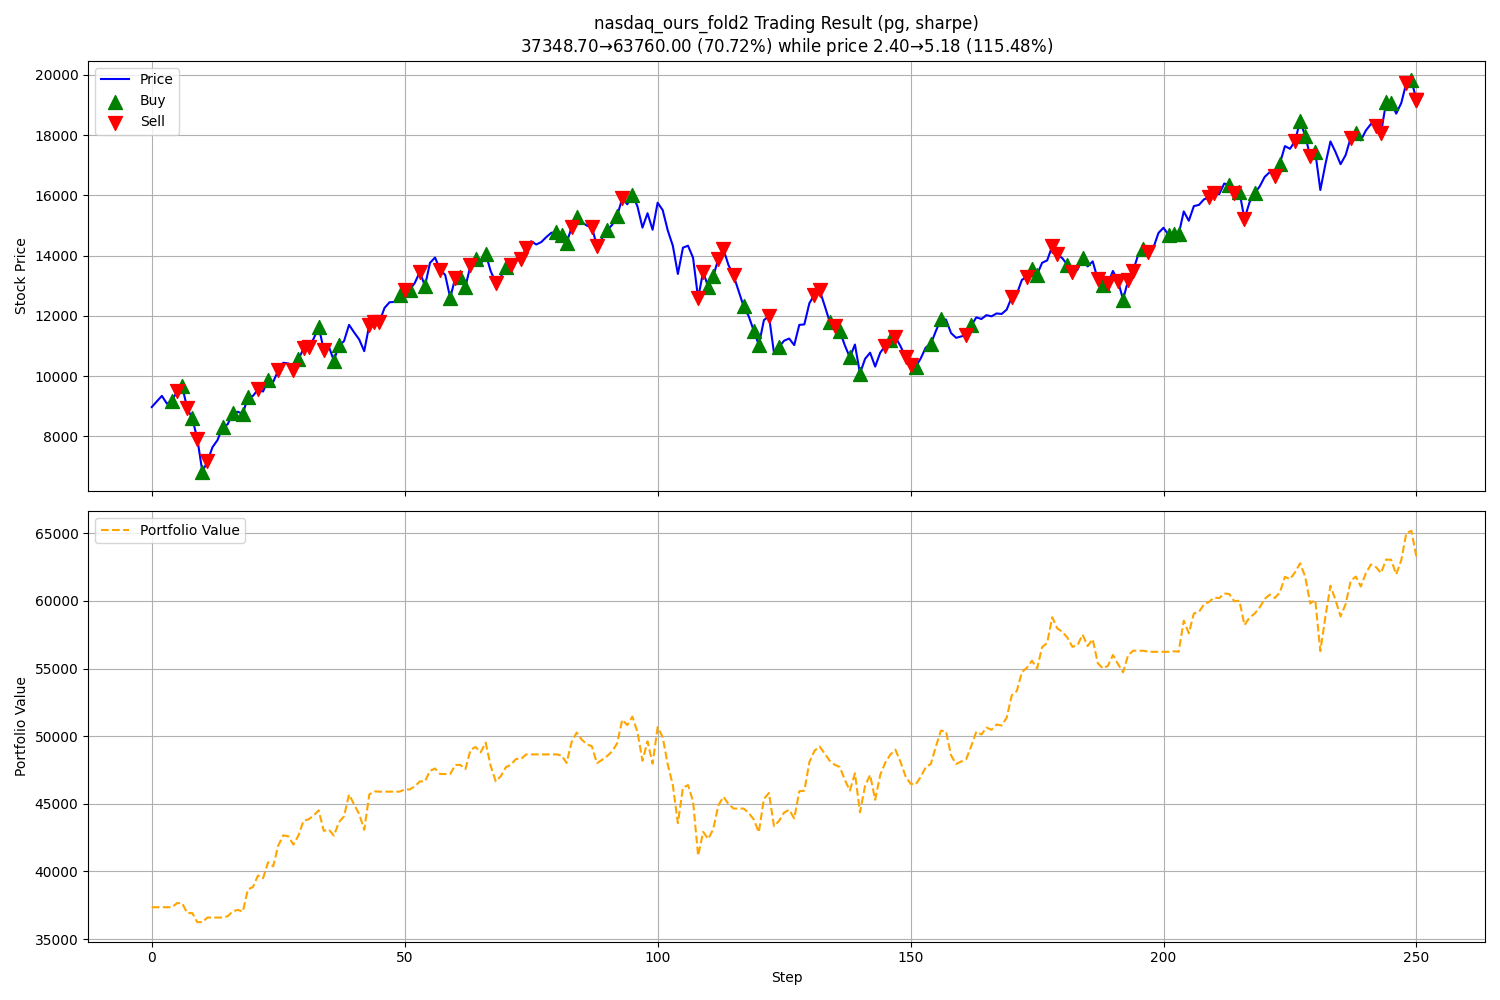 nasdaq_ours_fold2 Trading Result (pg, sharpe)
37348.70→63760.00 (70.72%) while price 2.40→5.18 (115.48%)
Price
Buy
Sell
Stock Price
20000
18000
16000
14000
12000
10000
8000
Portfolio Value
Portfolio Value
65000
60000
55000
50000
45000
40000
35000
0
50
100
150
200
250
Step